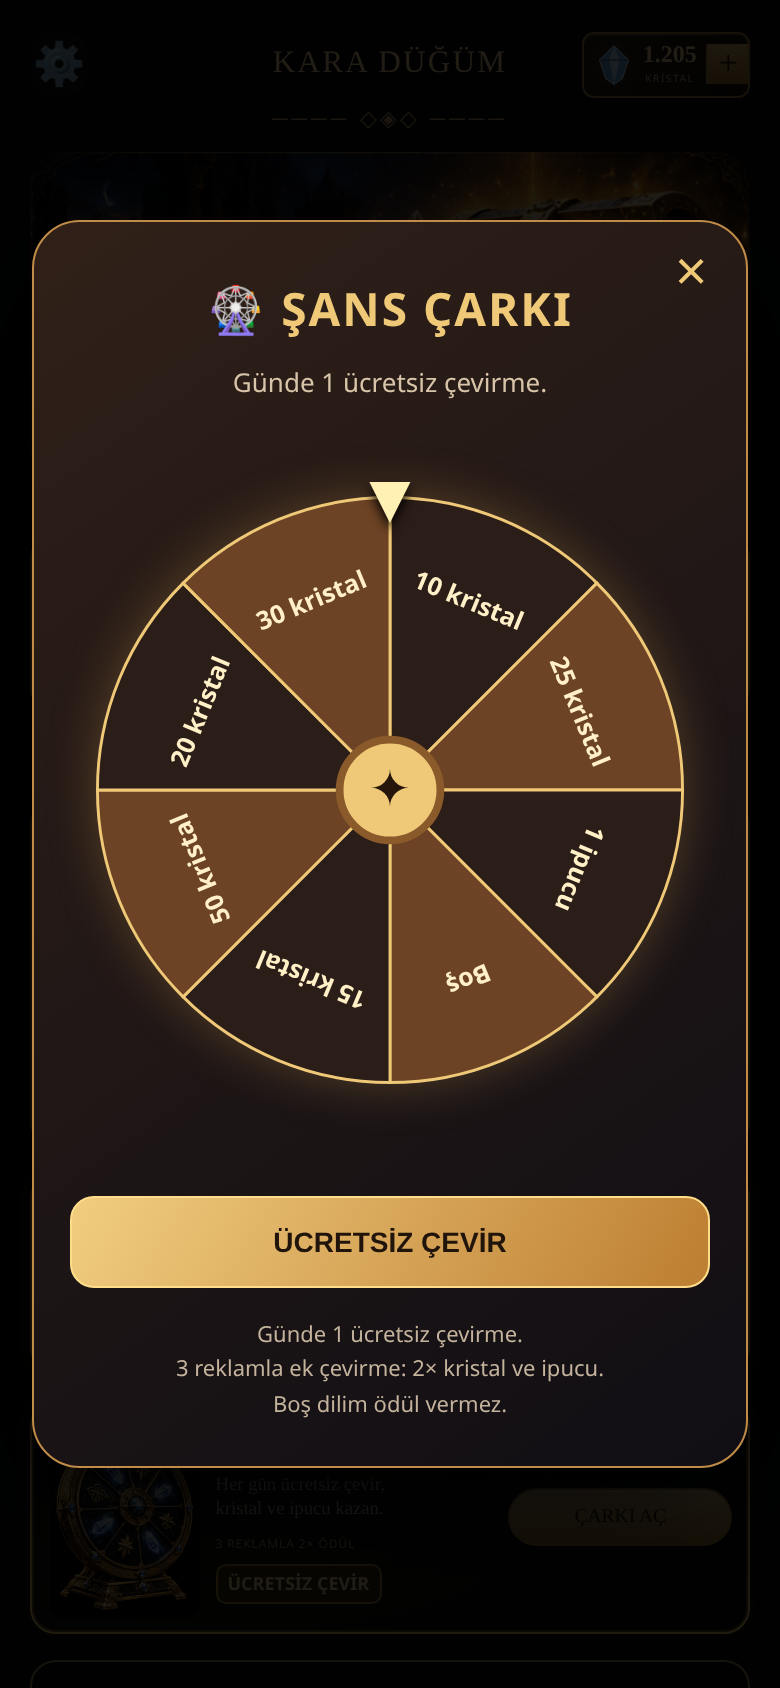 KARA DÜĞÜM
1.205
KRİSTAL
ŞANS ÇARKI
Günde 1 ücretsiz çevirme.
30 kristal
10 kristal
20 kristal
25 kristal
50 kristal
1 ipucu
15 kristal
Boş
ÜCRETSİZ ÇEVİR
Günde 1 ücretsiz çevirme.
3 reklamla ek çevirme: 2× kristal ve ipucu.
Boş dilim ödül vermez.
Her gün ücretsiz çevir,
kristal ve ipucu kazan.
ÇARKI AÇ
3 REKLAMLA 2× ÖDÜL
ÜCRETSİZ ÇEVİR